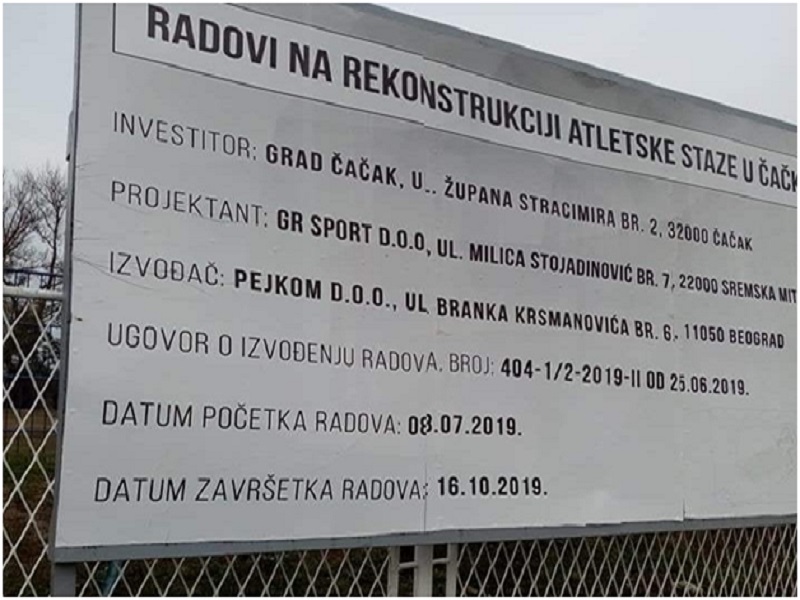 RADOVI NA REKONSTRUKCIJI ATLETSKE STAZE U ČAČK
INVESTITOR: GRAD ČAČAK, U.. ŽUPANA STRACIMIRA BR. 2, 32000 ČAČAK
PROJEKTANT: GR SPORT D.O.O, UL. MILICA STOJADINOVIĆ BR. 7, 22000 SREMSKA MIT
IZVOĐAČ: PEJKOM D.O.O., UL. BRANKA KRSMANOVIĆA BR. 6, 11050 BEOGRAD
UGOVOR O IZVOĐENJU RADOVA, BROJ: 404-1/2-2019-II OD 25.06.2019.
DATUM POČETKA RADOVA: 08.07.2019.
DATUM ZAVRŠETKA RADOVA: 16.10.2019.